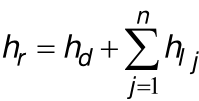 h_r = h_d + \sum_{j=1}^{n} h_{l j}